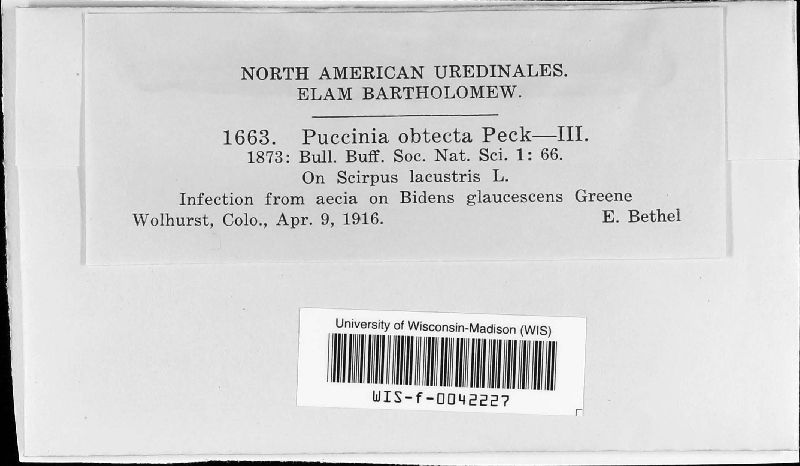 NORTH AMERICAN UREDINALES.
ELAM BARTHOLOMEW.
1663. Puccinia obtecta Peck—III.
1873: Bull. Buff. Soc. Nat. Sci. 1: 66.
On Scirpus lacustris L.
Infection from aecia on Bidens glaucescens Greene
Wolhurst, Colo., Apr. 9, 1916. E. Bethel
University of Wisconsin-Madison (WIS)
WIS-f-0042227